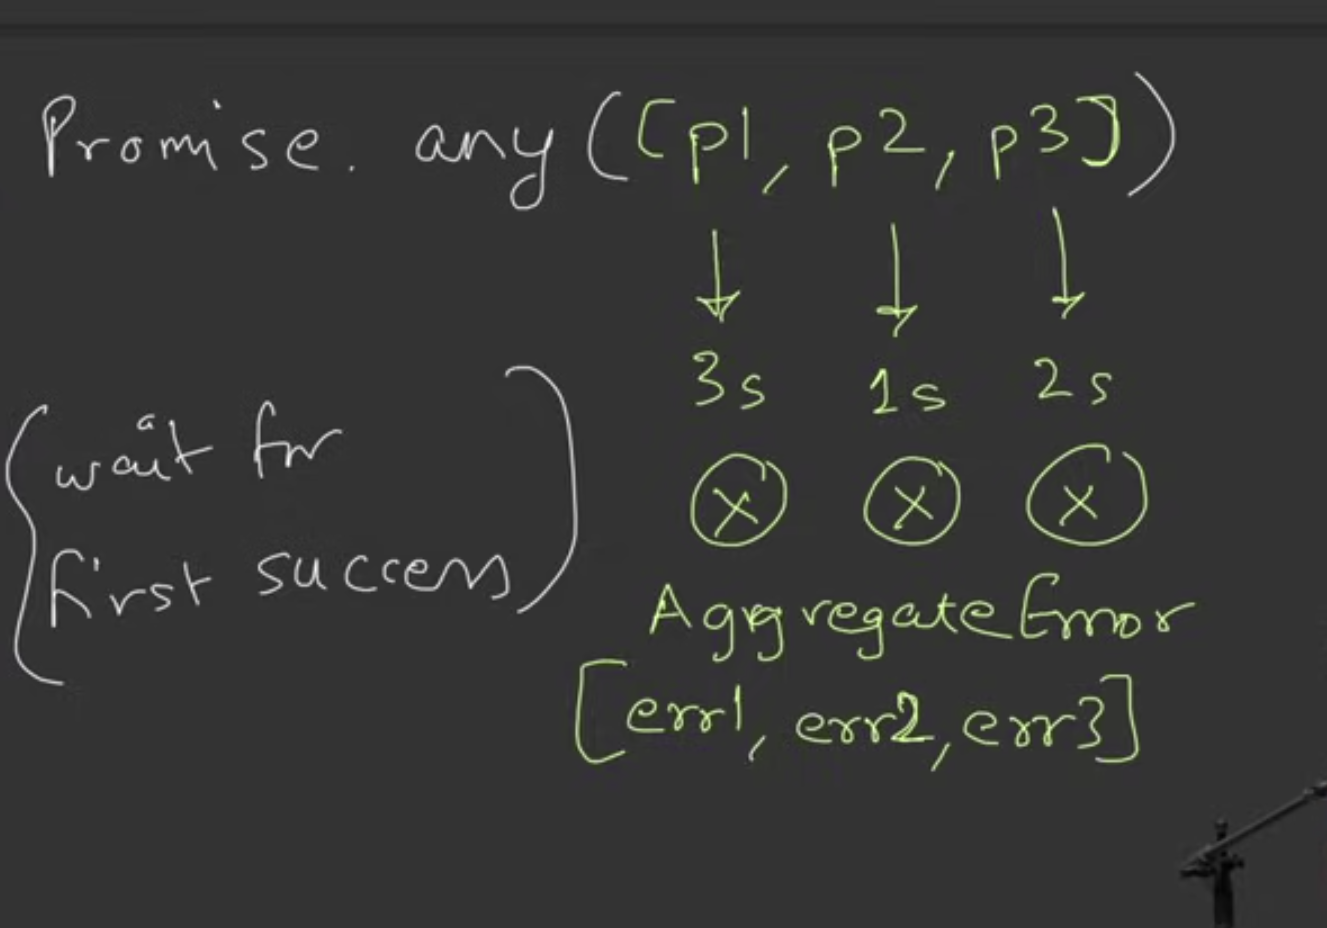 Promise. any([p1, p2, p3])
3s 1s 2s
wait for
first success
AggregateError
[err1, err2, err3]